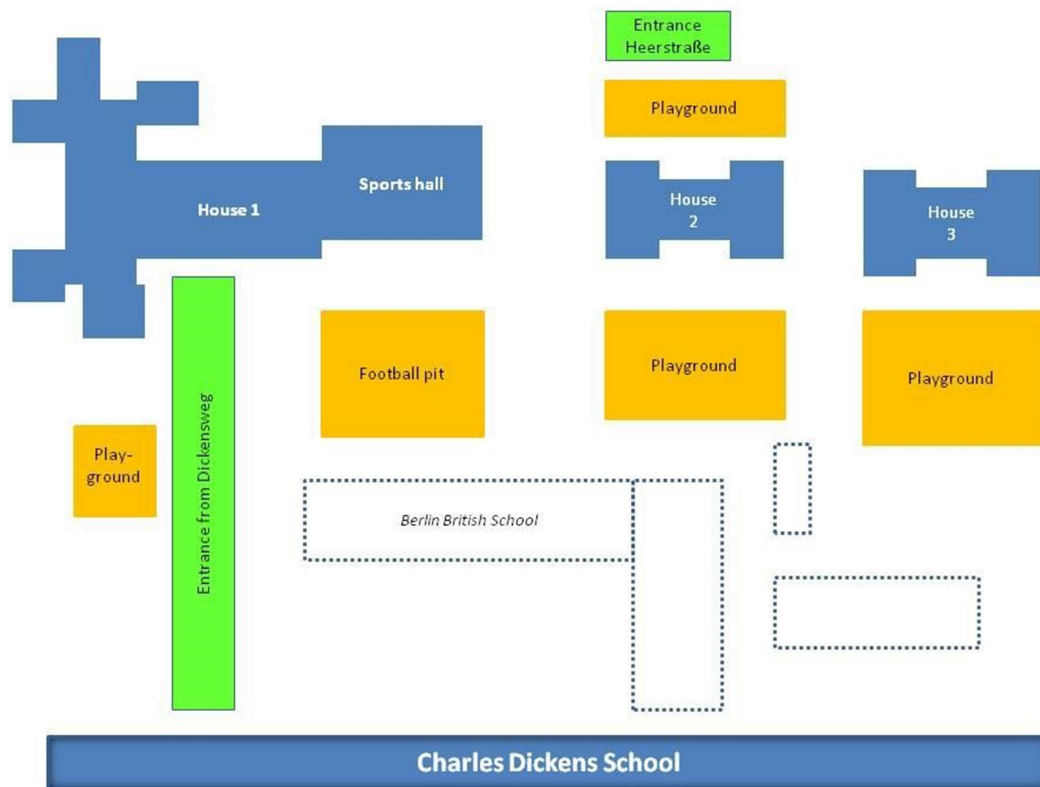 Entrance
Heerstraße
Playground
Sports hall
House 1
House
2
House
3
Football pit
Playground
Playground
Play-
ground
Entrance from Dickensweg
Berlin British School
Charles Dickens School